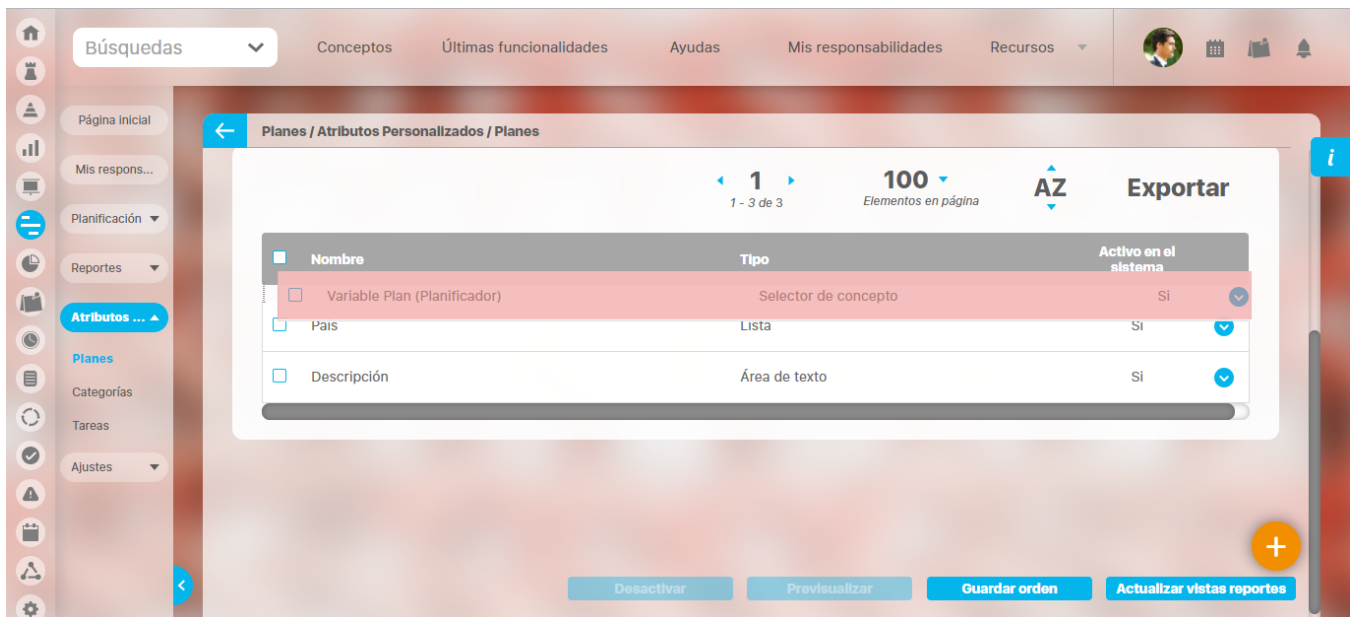 Búsquedas
Conceptos
Últimas funcionalidades
Ayudas
Mis responsabilidades
Recursos
Página inicial
Mis respons...
Planificación
Reportes
Atributos ...
Planes
Categorías
Tareas
Ajustes
Planes / Atributos Personalizados / Planes
i
1
1 - 3 de 3
100
Elementos en página
AZ
Exportar
Nombre
Tipo
Activo en el
sistema
Variable Plan (Planificador)
Selector de concepto
Si
País
Lista
Si
Descripción
Área de texto
Si
+
Desactivar
Previsualizar
Guardar orden
Actualizar vistas reportes